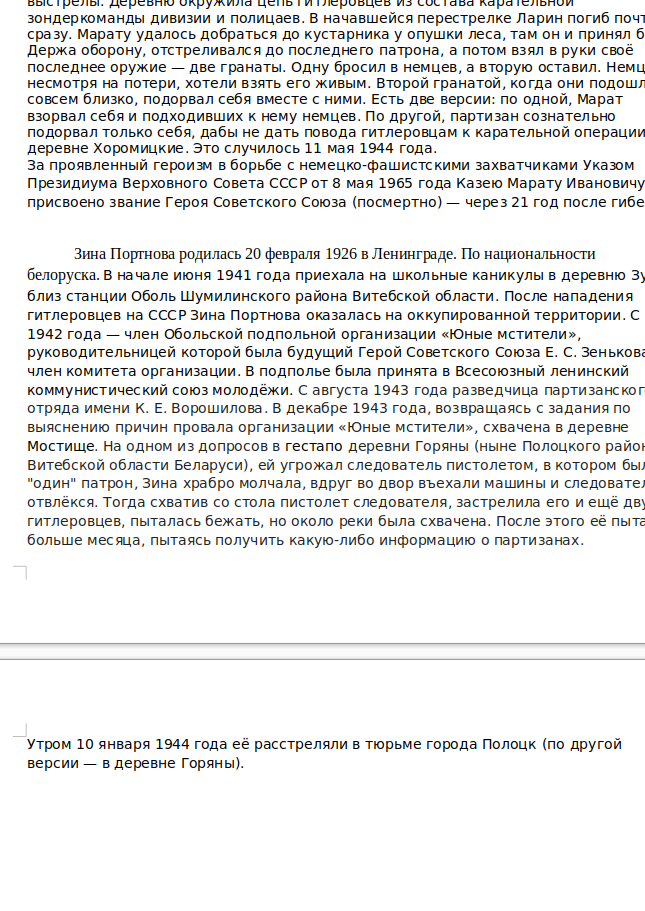 выстрелы. Деревню окружила цепь гитлеровцев из состава карательной
зондеркоманды дивизии и полицаев. В начавшейся перестрелке Ларин погиб почт
сразу. Марату удалось добраться до кустарника у опушки леса, там он и принял б
Держа оборону, отстреливался до последнего патрона, а потом взял в руки своё
последнее оружие — две гранаты. Одну бросил в немцев, а вторую оставил. Немц
несмотря на потери, хотели взять его живым. Второй гранатой, когда они подошл
совсем близко, подорвал себя вместе с ними. Есть две версии: по одной, Марат
взорвал себя и подходивших к нему немцев. По другой, партизан сознательно
подорвал только себя, дабы не дать повода гитлеровцам к карательной операции
деревне Хоромицкие. Это случилось 11 мая 1944 года.
За проявленный героизм в борьбе с немецко-фашистскими захватчиками Указом
Президиума Верховного Совета СССР от 8 мая 1965 года Казею Марату Ивановичу
присвоено звание Героя Советского Союза (посмертно) — через 21 год после гибе
Зина Портнова родилась 20 февраля 1926 в Ленинграде. По национальности
белоруска. В начале июня 1941 года приехала на школьные каникулы в деревню Зу
близ станции Оболь Шумилинского района Витебской области. После нападения
гитлеровцев на СССР Зина Портнова оказалась на оккупированной территории. С
1942 года — член Обольской подпольной организации «Юные мстители»,
руководительницей которой была будущий Герой Советского Союза Е. С. Зенькова
член комитета организации. В подполье была принята в Всесоюзный ленинский
коммунистический союз молодёжи. С августа 1943 года разведчица партизанског
отряда имени К. Е. Ворошилова. В декабре 1943 года, возвращаясь с задания по
выяснению причин провала организации «Юные мстители», схвачена в деревне
Мостище. На одном из допросов в гестапо деревни Горяны (ныне Полоцкого район
Витебской области Беларуси), ей угрожал следователь пистолетом, в котором был
"один" патрон, Зина храбро молчала, вдруг во двор въехали машины и следовател
отвлёкся. Тогда схватив со стола пистолет следователя, застрелила его и ещё дву
гитлеровцев, пыталась бежать, но около реки была схвачена. После этого её пыта
больше месяца, пытаясь получить какую-либо информацию о партизанах.
Утром 10 января 1944 года её расстреляли в тюрьме города Полоцк (по другой
версии — в деревне Горяны).